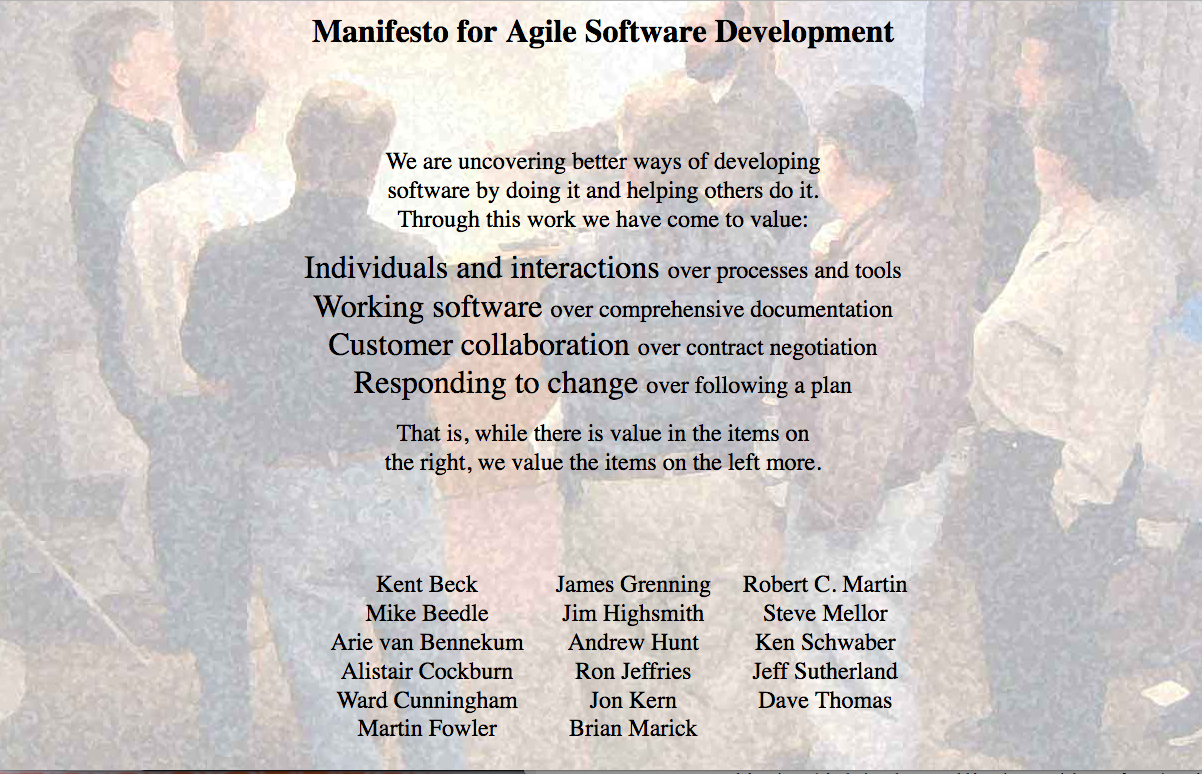 Manifesto for Agile Software Development
We are uncovering better ways of developing
software by doing it and helping others do it.
Through this work we have come to value:
Individuals and interactions over processes and tools
Working software over comprehensive documentation
Customer collaboration over contract negotiation
Responding to change over following a plan
That is, while there is value in the items on
the right, we value the items on the left more.
Kent Beck
Mike Beedle
Arie van Bennekum
Alistair Cockburn
Ward Cunningham
Martin Fowler
James Grenning
Jim Highsmith
Andrew Hunt
Ron Jeffries
Jon Kern
Brian Marick
Robert C. Martin
Steve Mellor
Ken Schwaber
Jeff Sutherland
Dave Thomas